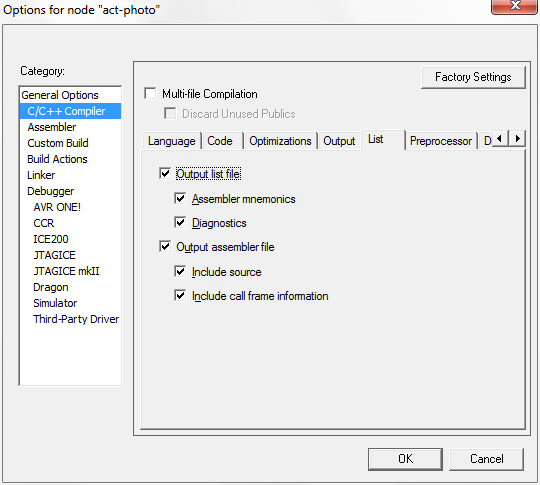 Options for node "act-photo"
Category:
General Options
C/C++ Compiler
Assembler
Custom Build
Build Actions
Linker
Debugger
AVR ONE!
CCR
ICE200
JTAGICE
JTAGICE mkII
Dragon
Simulator
Third-Party Driver
Factory Settings
Multi-file Compilation
Discard Unused Publics
Language Code Optimizations Output List Preprocessor D
Output list file
Assembler mnemonics
Diagnostics
Output assembler file
Include source
Include call frame information
OK Cancel